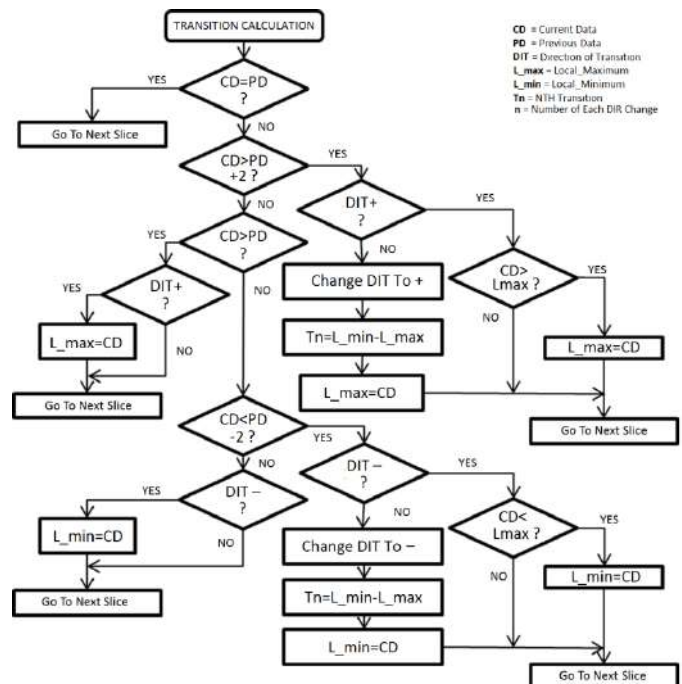 TRANSITION CALCULATION
CD = Current Data
PD = Previous Data
DIT = Direction of Transition
L_max = Local_Maximum
L_min = Local_Minimum
Tn = NTH Transition
n = Number of Each DIR Change
YES
CD=PD
?
Go To Next Slice
NO
CD>PD
+2 ?
YES
NO
DIT+
?
YES
YES
CD>PD
?
NO
CD>
Lmax ?
YES
DIT+
?
YES
Change DIT To +
NO
NO
L_max=CD
NO
Tn=L_min-L_max
L_max=CD
L_max=CD
Go To Next Slice
CD<PD
-2 ?
YES
Go To Next Slice
NO
DIT –
?
YES
YES
DIT –
?
NO
CD<
Lmax ?
YES
L_min=CD
NO
Change DIT To –
NO
L_min=CD
Go To Next Slice
Tn=L_min-L_max
L_min=CD
Go To Next Slice